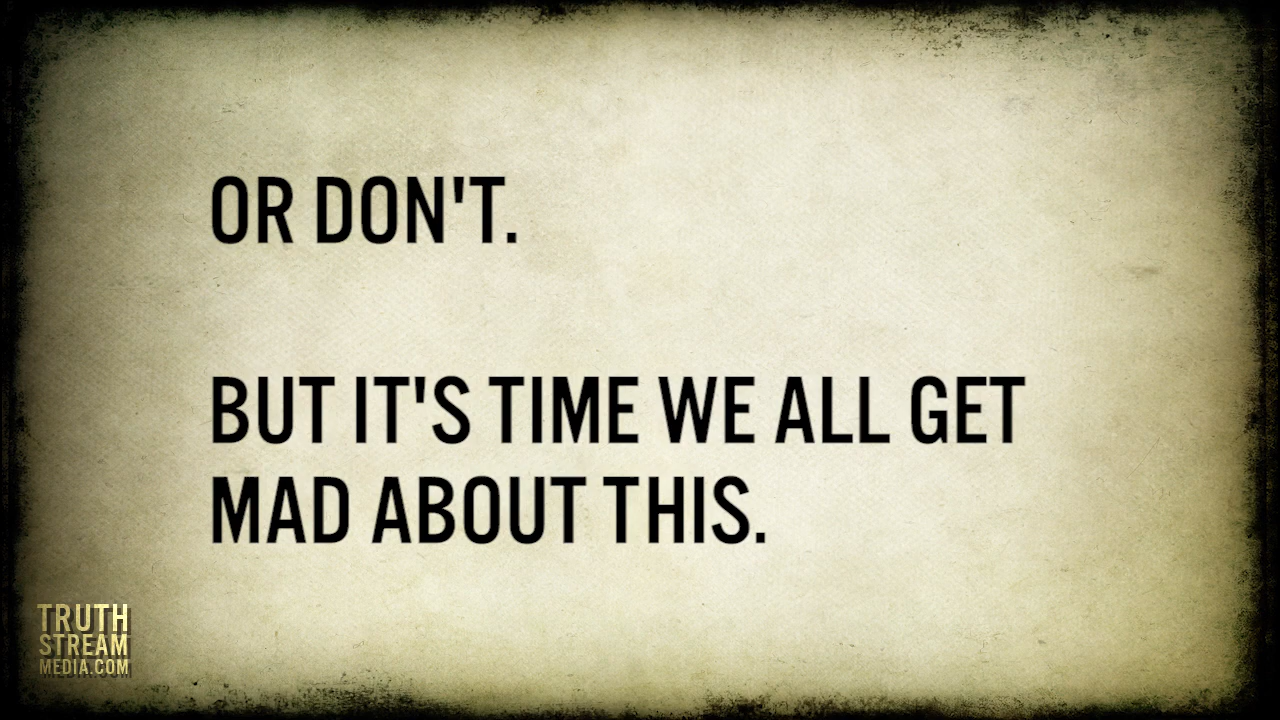 OR DON'T.
BUT IT'S TIME WE ALL GET
MAD ABOUT THIS.
TRUTH
STREAM
MEDIA.COM